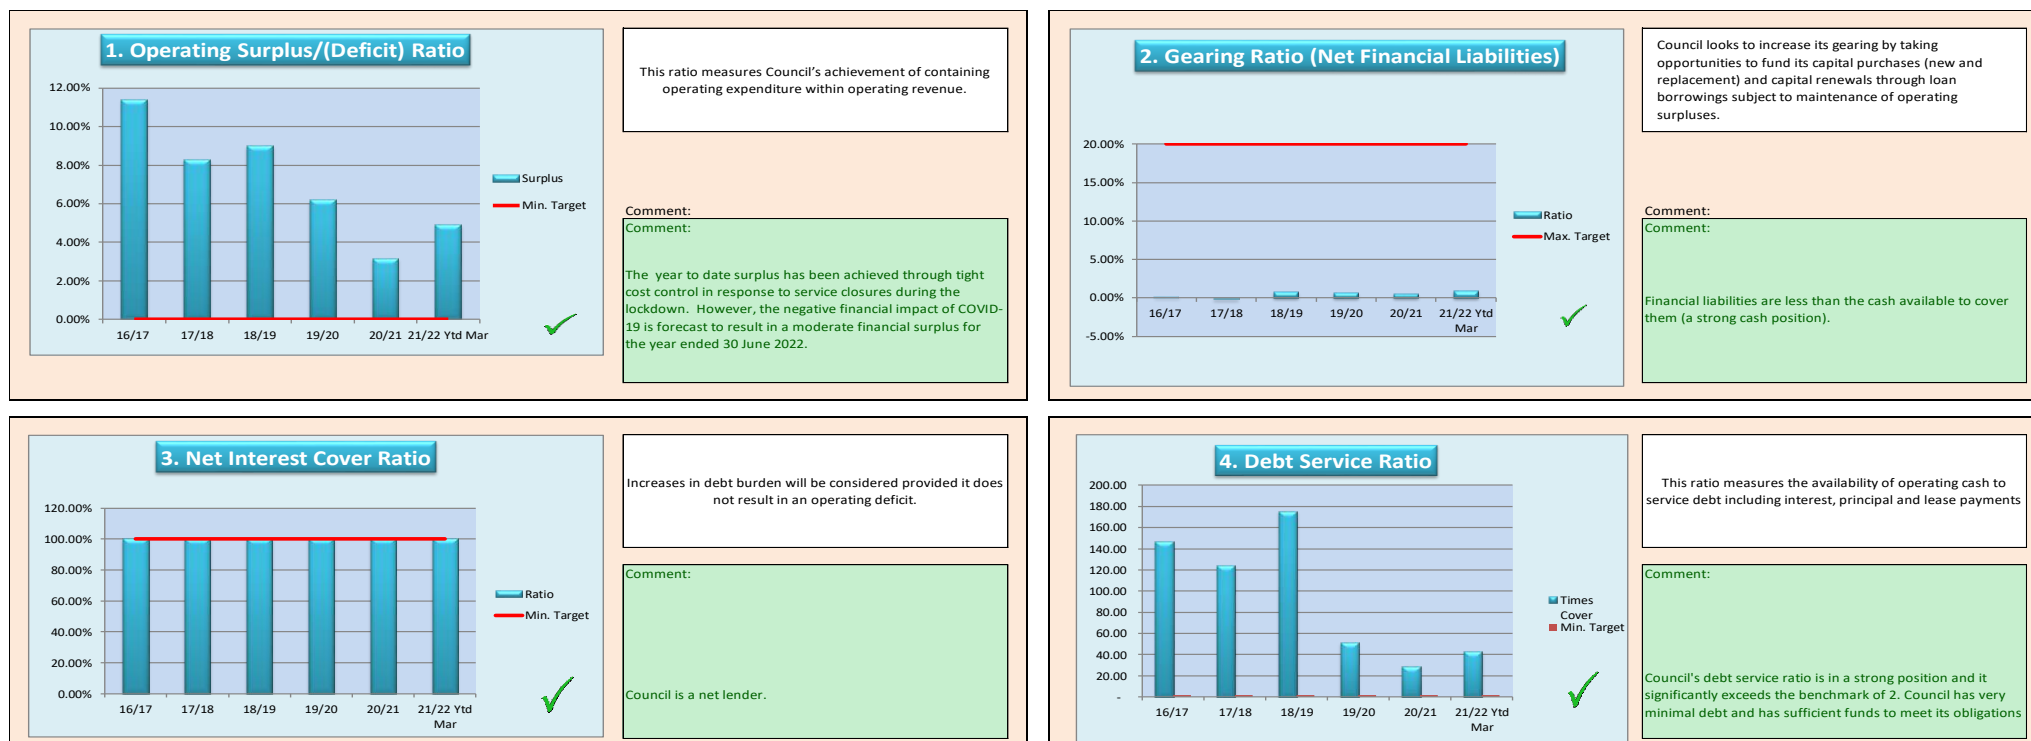 1. Operating Surplus/(Deficit) Ratio
12.00%
10.00%
8.00%
6.00%
4.00%
2.00%
0.00%
16/17 17/18 18/19 19/20 20/21 21/22 Ytd Mar
Surplus
Min. Target
This ratio measures Council's achievement of containing
operating expenditure within operating revenue.
Comment:
Comment:
The year to date surplus has been achieved through tight
cost control in response to service closures during the
lockdown. However, the negative financial impact of COVID-
19 is forecast to result in a moderate financial surplus for
the year ended 30 June 2022.
2. Gearing Ratio (Net Financial Liabilities)
20.00%
15.00%
10.00%
5.00%
0.00%
-5.00%
16/17 17/18 18/19 19/20 20/21 21/22 Ytd
Mar
Ratio
Max. Target
Council looks to increase its gearing by taking
opportunities to fund its capital purchases (new and
replacement) and capital renewals through loan
borrowings subject to maintenance of operating
surpluses.
Comment:
Comment:
Financial liabilities are less than the cash available to cover
them (a strong cash position).
3. Net Interest Cover Ratio
120.00%
100.00%
80.00%
60.00%
40.00%
20.00%
0.00%
16/17 17/18 18/19 19/20 20/21 21/22 Ytd
Mar
Ratio
Min. Target
Increases in debt burden will be considered provided it does
not result in an operating deficit.
Comment:
Council is a net lender.
4. Debt Service Ratio
200.00
180.00
160.00
140.00
120.00
100.00
80.00
60.00
40.00
20.00
-
16/17 17/18 18/19 19/20 20/21 21/22 Ytd
Mar
Times
Cover
Min. Target
This ratio measures the availability of operating cash to
service debt including interest, principal and lease payments
Comment:
Council's debt service ratio is in a strong position and it
significantly exceeds the benchmark of 2. Council has very
minimal debt and has sufficient funds to meet its obligations